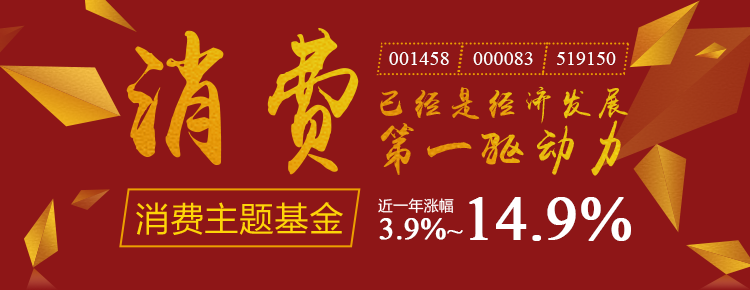 消费
001458 000083 519150
已经是经济发展
第一驱动力
消费主题基金
近一年涨幅
3.9%~14.9%